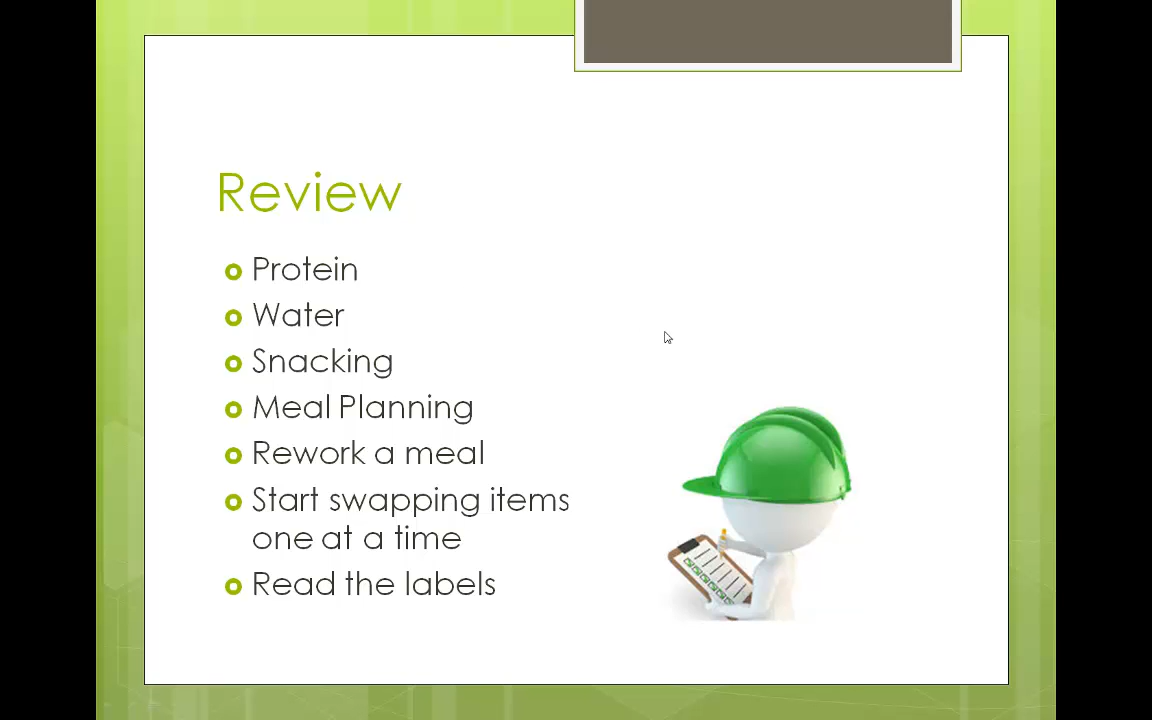 Review
Protein
Water
Snacking
Meal Planning
Rework a meal
Start swapping items
one at a time
Read the labels